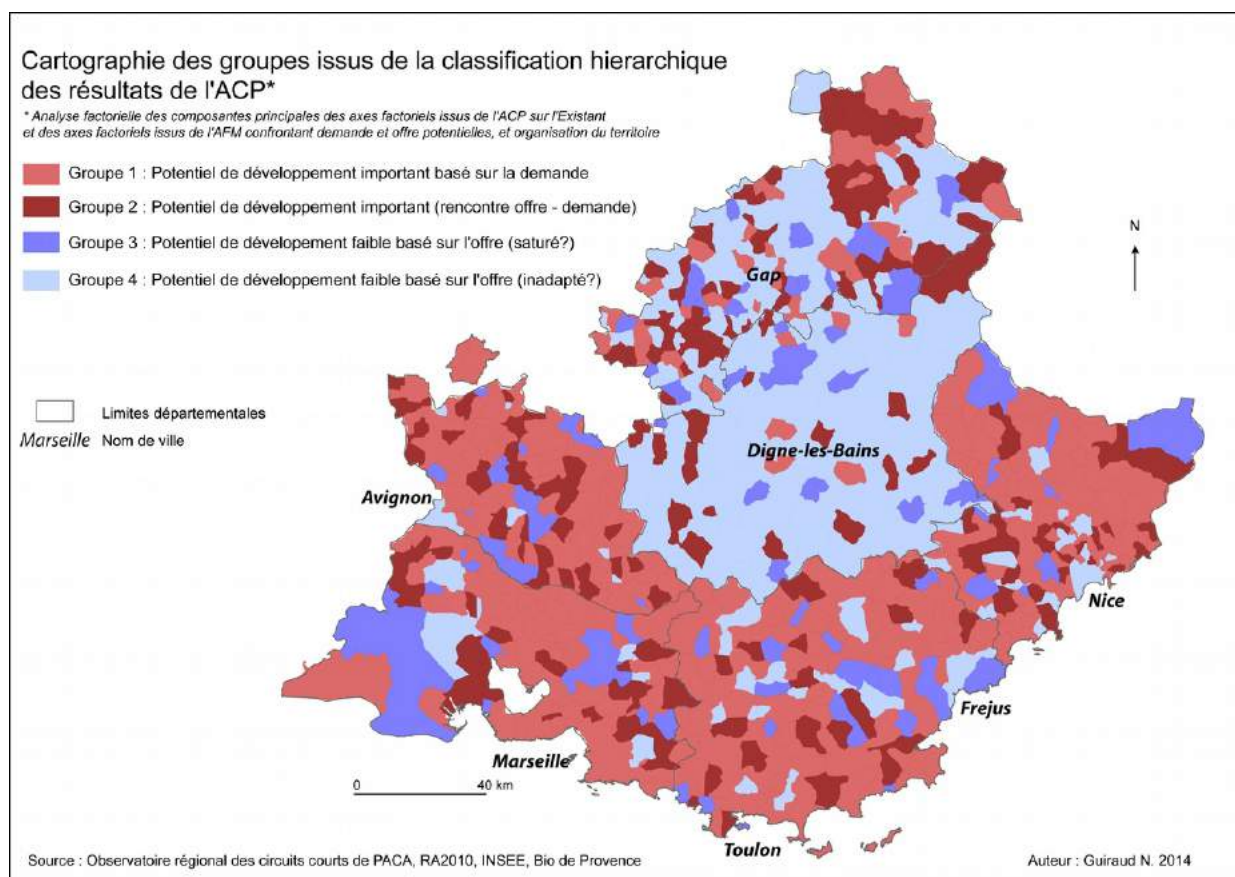 Cartographie des groupes issus de la classification hierarchique
des résultats de l'ACP*
* Analyse factorielle des composantes principales des axes factoriels issus de l'ACP sur l'Existant
et des axes factoriels issus de l'AFM confrontant demande et offre potentielles, et organisation du territoire
Groupe 1 : Potentiel de développement important basé sur la demande
Groupe 2 : Potentiel de développement important (rencontre offre - demande)
Groupe 3 : Potentiel de dévelopement faible basé sur l'offre (saturé?)
Groupe 4 : Potentiel de développement faible basé sur l'offre (inadapté?)
N
Gap
Limites départementales
Marseille Nom de ville
Digne-les-Bains
Avignon
Nice
Frejus
Marseille
0 40 km
Toulon
Source : Observatoire régional des circuits courts de PACA, RA2010, INSEE, Bio de Provence
Auteur : Guiraud N. 2014